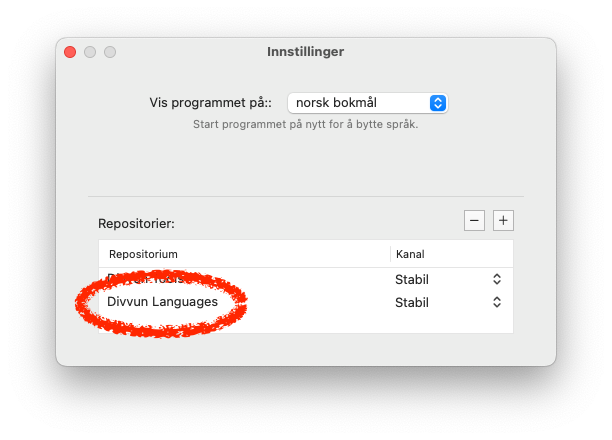 Innstillinger
Vis programmet på:: norsk bokmål
Start programmet på nytt for å bytte språk.
Repositorier:
Repositorium Kanal
Stabil
Divvun Languages Stabil